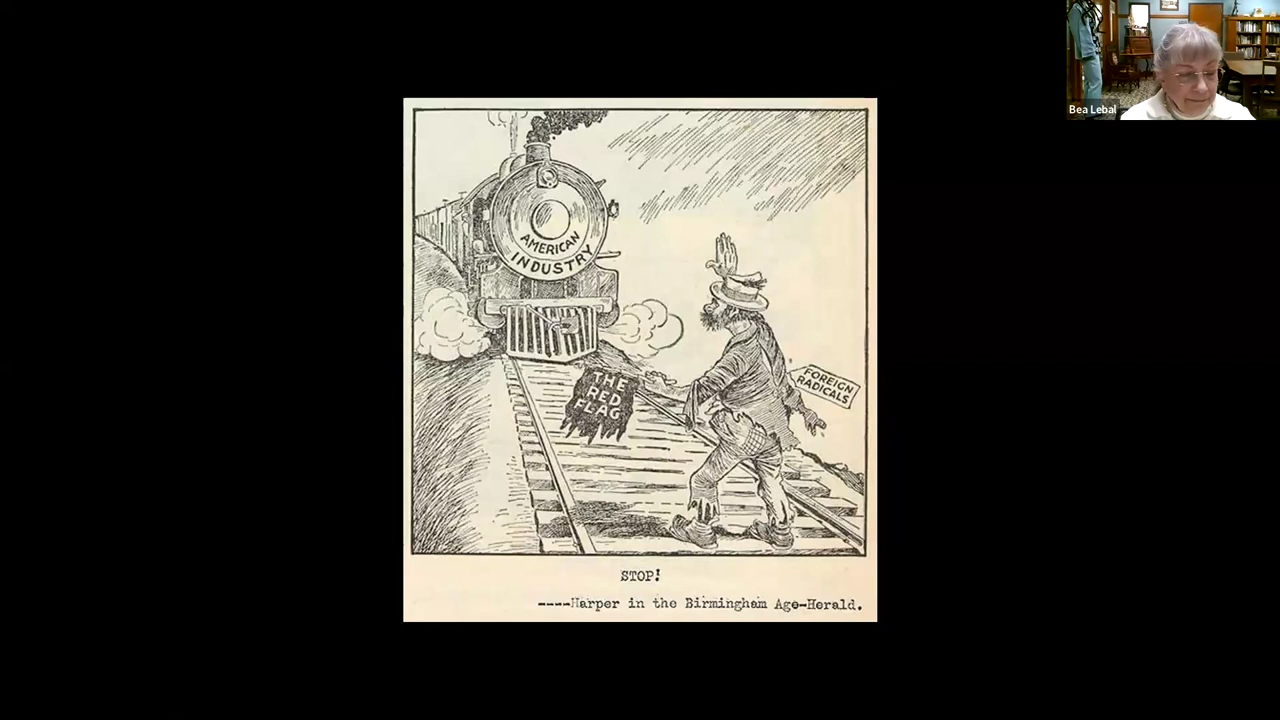 Bea Lebal
AMERICAN
INDUSTRY
THE
RED
FLAG
FOREIGN
RADICALS
STOP!
----Harper in the Birmingham Age-Herald.